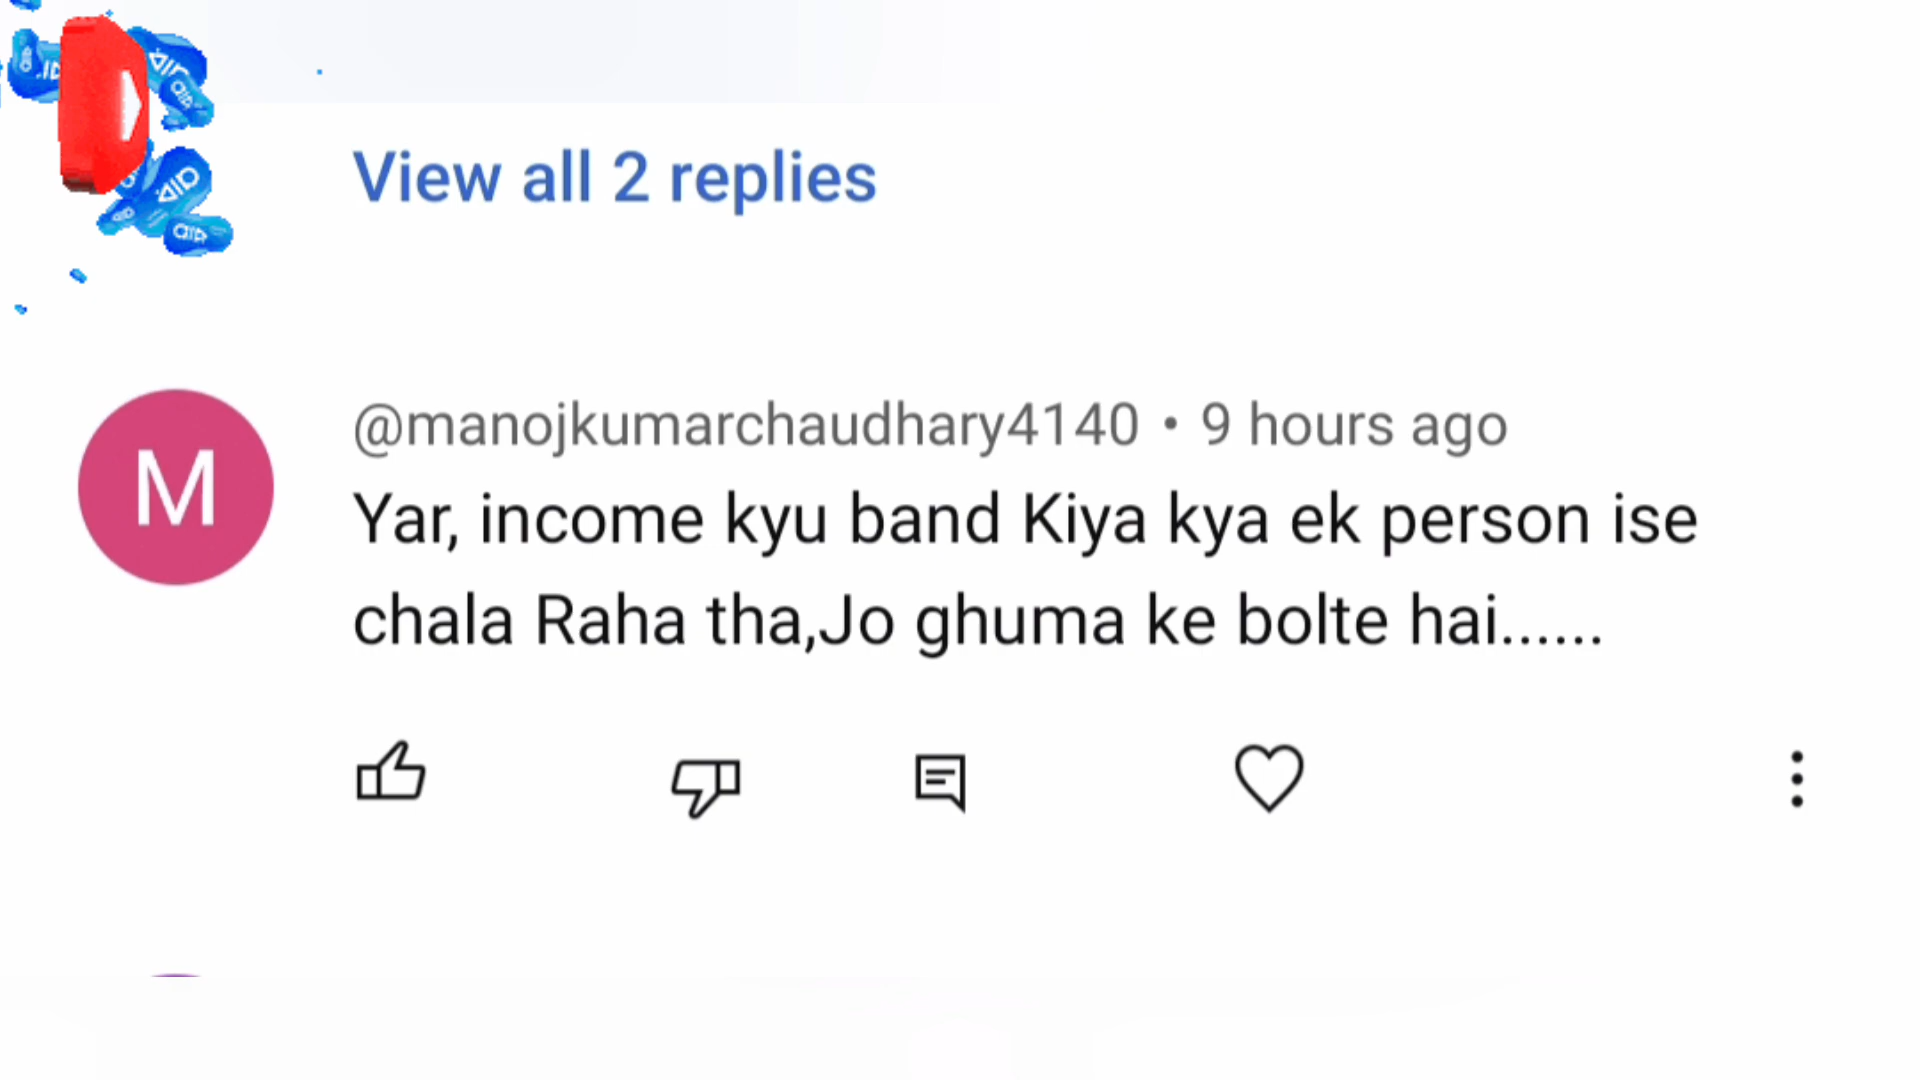 View all 2 replies
M
@manojkumarchaudhary4140 • 9 hours ago
Yar, income kyu band Kiya kya ek person ise
chala Raha tha,Jo ghuma ke bolte hai......